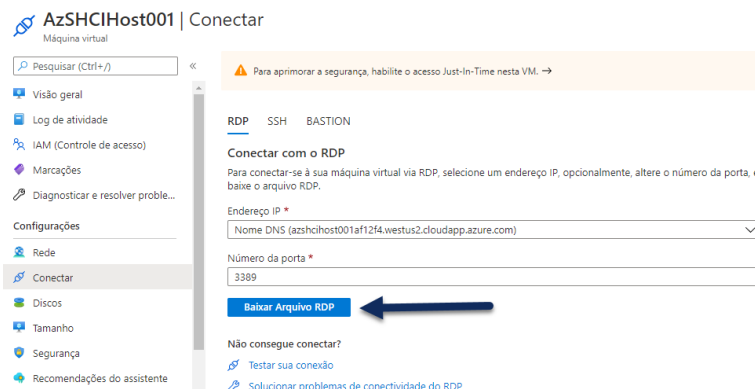 AzSHCIHost001 | Conectar
Máquina virtual
Pesquisar (Ctrl+/)
«
Visão geral
Log de atividade
IAM (Controle de acesso)
Marcações
Diagnosticar e resolver proble...
Configurações
Rede
Conectar
Discos
Tamanho
Segurança
Recomendações do assistente
Para aprimorar a segurança, habilite o acesso Just-In-Time nesta VM. →
RDP SSH BASTION
Conectar com o RDP
Para conectar-se à sua máquina virtual via RDP, selecione um endereço IP, opcionalmente, altere o número da porta, e
baixe o arquivo RDP.
Endereço IP *
Nome DNS (azshcihost001af12f4.westus2.cloudapp.azure.com)
Número da porta *
3389
Baixar Arquivo RDP
Não consegue conectar?
Testar sua conexão
Solucionar problemas de conectividade do RDP